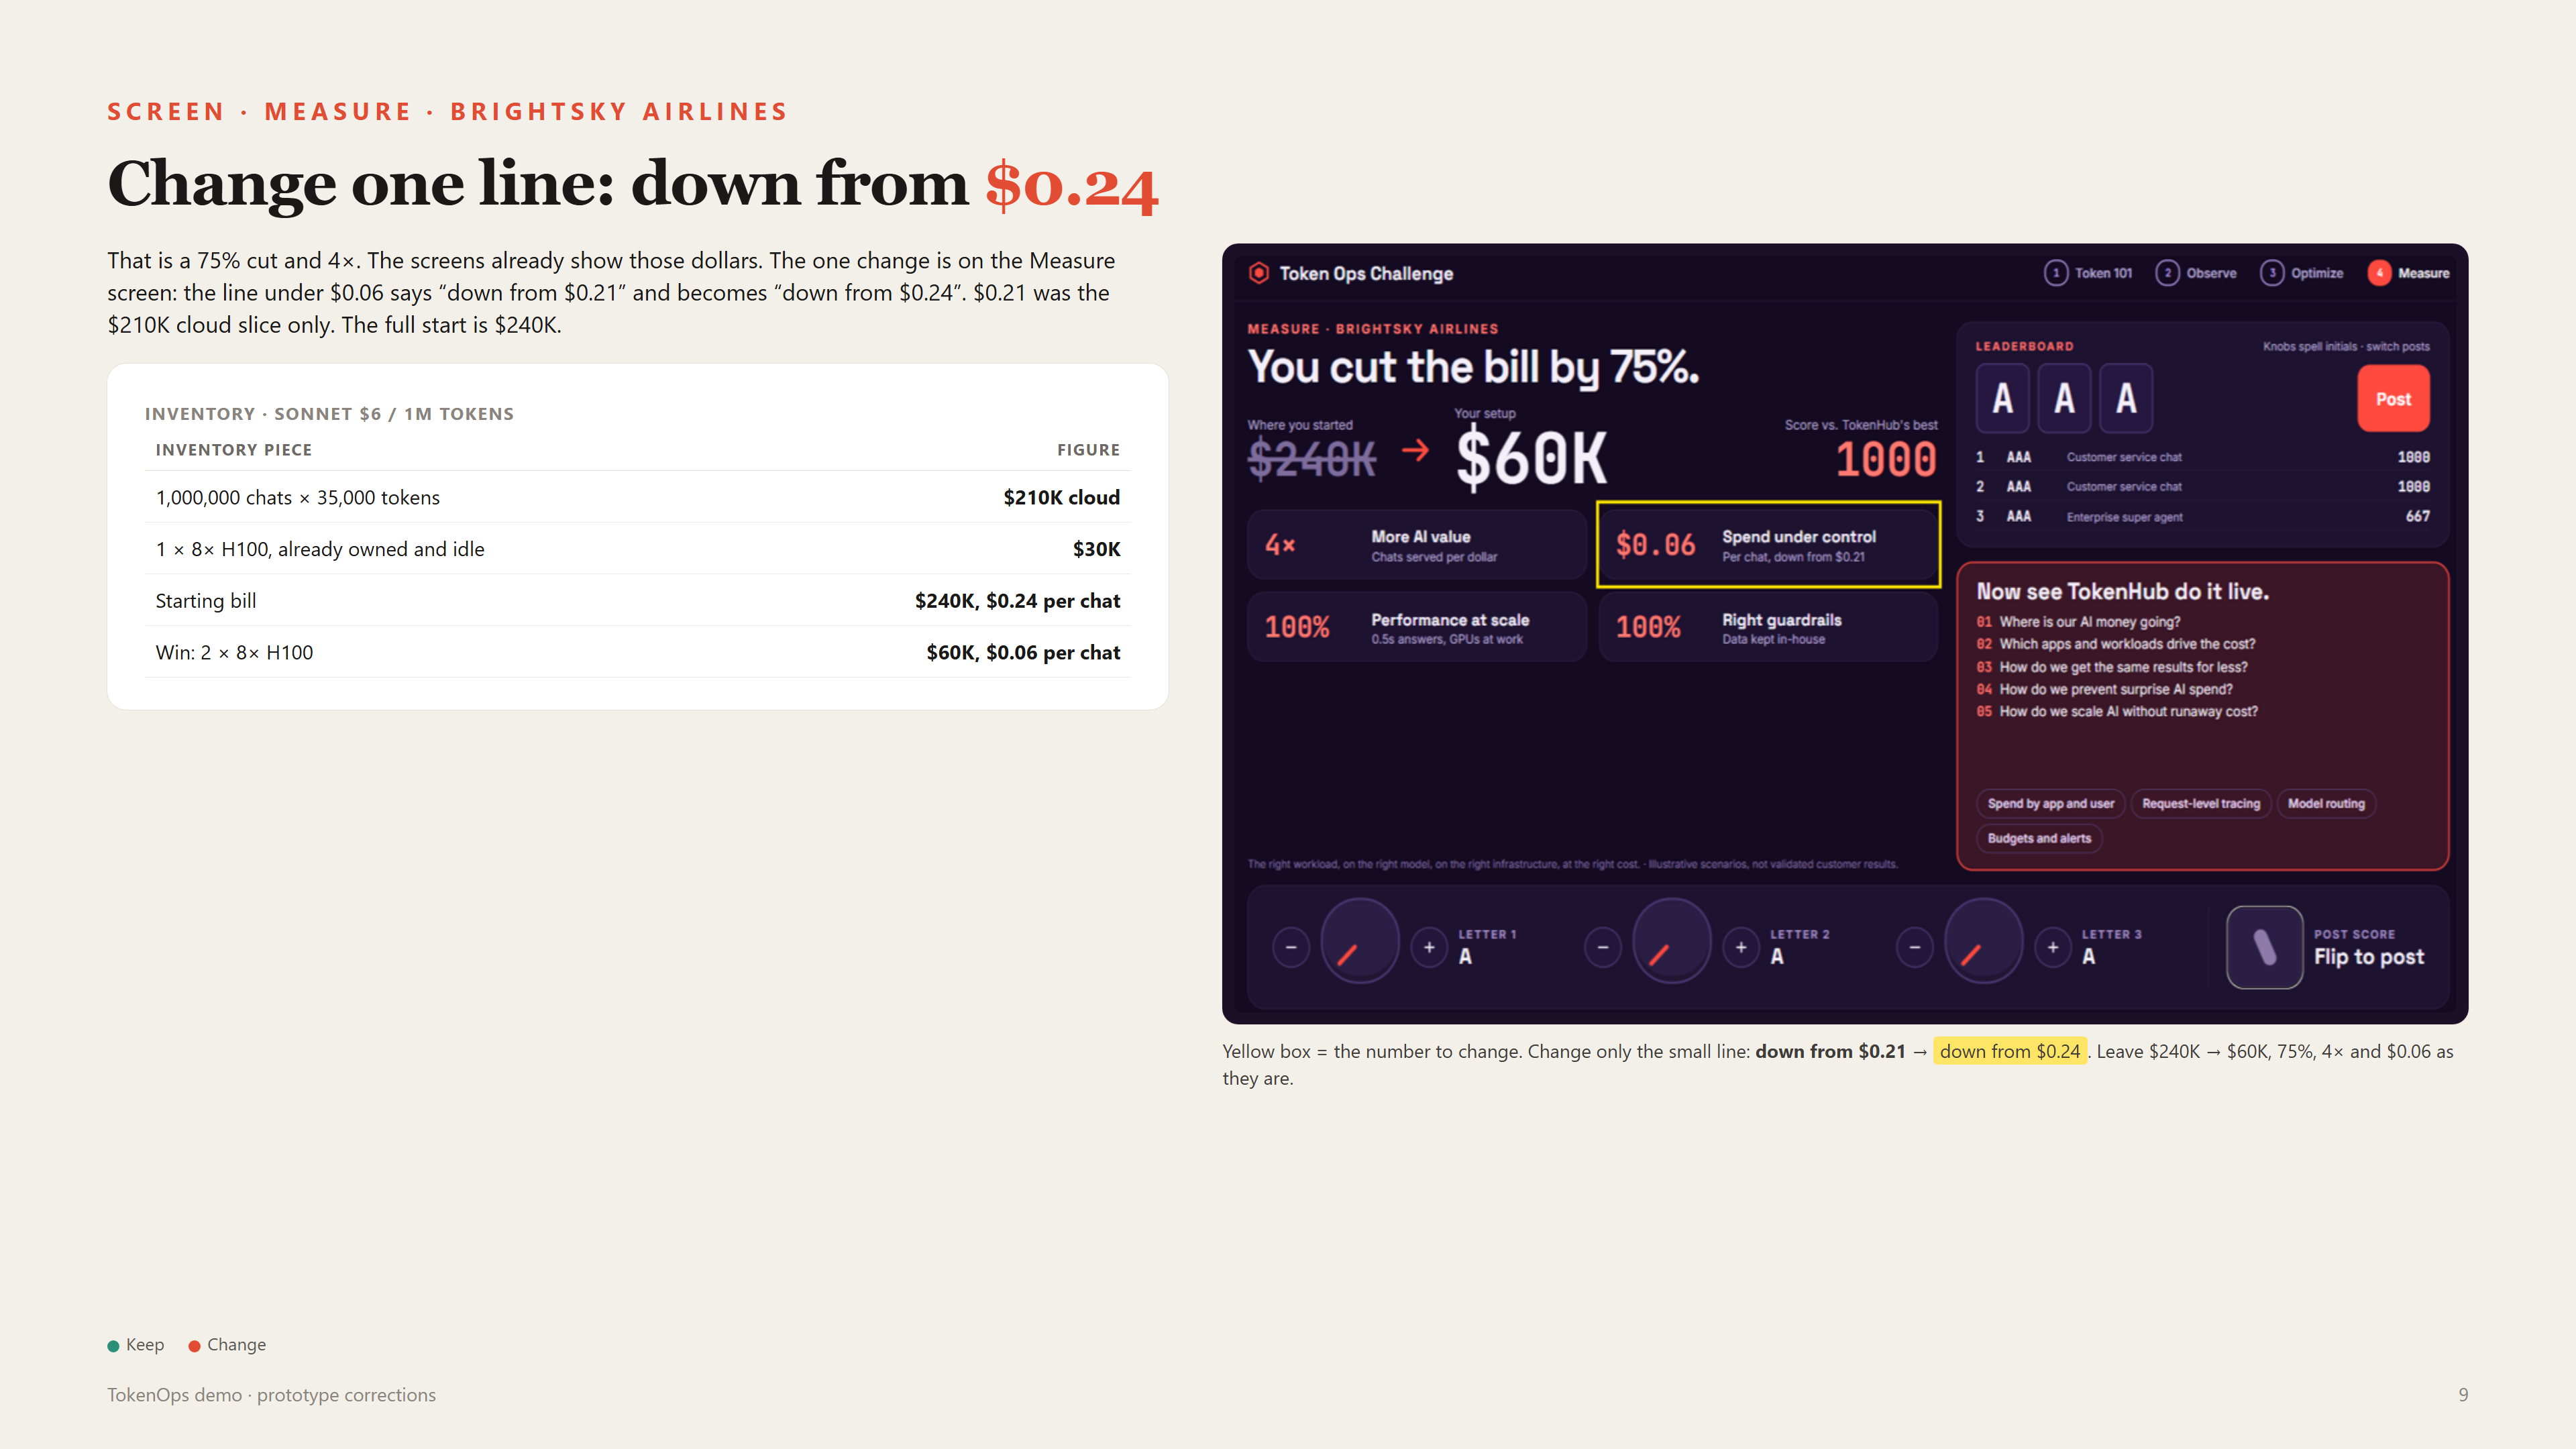 SCREEN · MEASURE · BRIGHTSKY AIRLINES
Change one line: down from $0.24
That is a 75% cut and 4×. The screens already show those dollars. The one change is on the Measure
screen: the line under $0.06 says “down from $0.21” and becomes “down from $0.24”. $0.21 was the
$210K cloud slice only. The full start is $240K.
INVENTORY · SONNET $6 / 1M TOKENS
INVENTORY PIECE FIGURE
1,000,000 chats × 35,000 tokens $210K cloud
1 × 8× H100, already owned and idle $30K
Starting bill $240K, $0.24 per chat
Win: 2 × 8× H100 $60K, $0.06 per chat
Token Ops Challenge
1 Token 101 2 Observe 3 Optimize 4 Measure
MEASURE · BRIGHTSKY AIRLINES
You cut the bill by 75%.
Where you started
$240K
→
Your setup
$60K
Score vs. TokenHub's best
1000
4× More AI value
Chats served per dollar
$0.06 Spend under control
Per chat, down from $0.21
100% Performance at scale
0.5s answers, GPUs at work
100% Right guardrails
Data kept in-house
The right workload, on the right model, on the right infrastructure, at the right cost. · Illustrative scenarios, not validated customer results.
LEADERBOARD Knobs spell initials · switch posts
A A A Post
1 AAA Customer service chat 1000
2 AAA Customer service chat 1000
3 AAA Enterprise super agent 667
Now see TokenHub do it live.
01 Where is our AI money going?
02 Which apps and workloads drive the cost?
03 How do we get the same results for less?
04 How do we prevent surprise AI spend?
05 How do we scale AI without runaway cost?
Spend by app and user Request-level tracing Model routing
Budgets and alerts
− + LETTER 1
A
− + LETTER 2
A
− + LETTER 3
A
POST SCORE
Flip to post
Yellow box = the number to change. Change only the small line: down from $0.21 → down from $0.24. Leave $240K → $60K, 75%, 4× and $0.06 as
they are.
Keep Change
TokenOps demo · prototype corrections
9